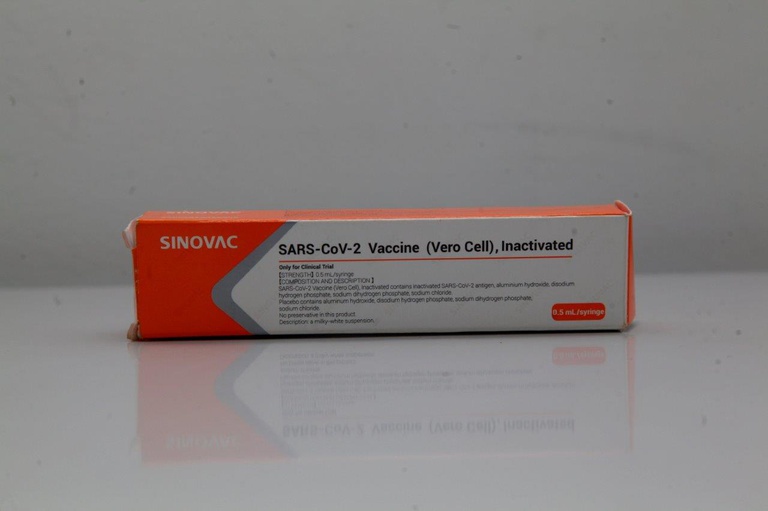 SINOVAC
SARS-CoV-2 Vaccine (Vero Cell), Inactivated
Only for Clinical Trial
[STRENGTH] 0.5 mL/syringe
[COMPOSITION AND DESCRIPTION]
SARS-CoV-2 Vaccine (Vero Cell), Inactivated contains inactivated SARS-CoV-2 antigen, aluminium hydroxide, disodium
hydrogen phosphate, sodium dihydrogen phosphate, sodium chloride.
Placebo contains aluminium hydroxide, disodium hydrogen phosphate, sodium dihydrogen phosphate,
sodium chloride.
No preservative in this product.
Description: a milky-white suspension.
0.5 mL/syringe